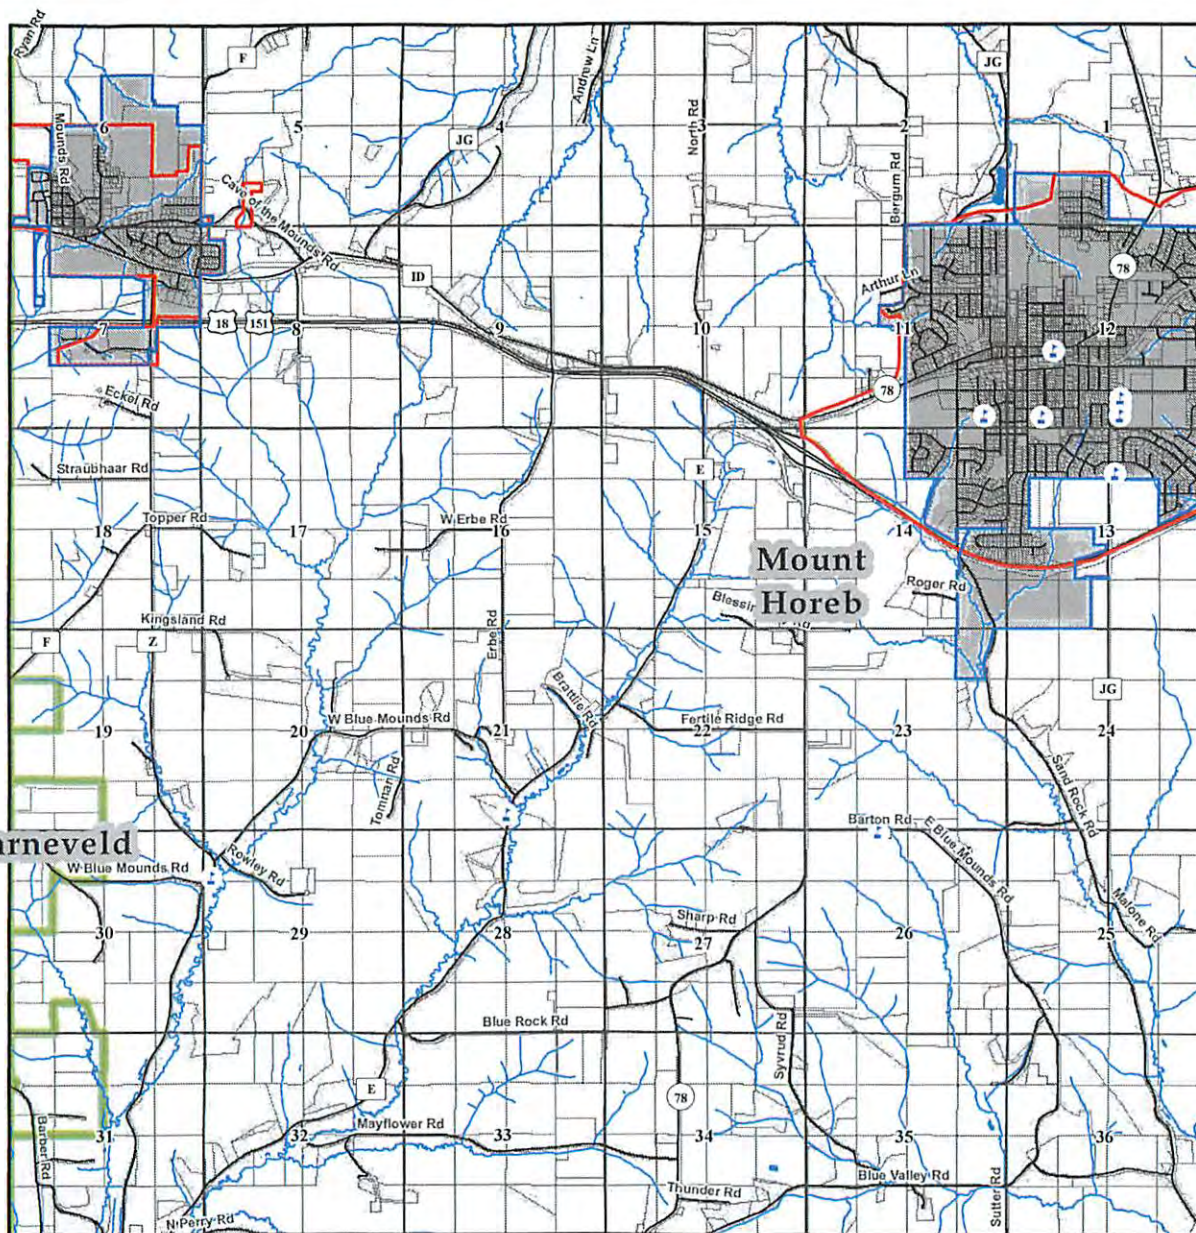 Ryan Rd
F
Andrew Ln
JG
6
5
4
3
2
1
Mounds Rd
JG
North Rd
Bergum Rd
Cave of the Mounds Rd
ID
Arthur Ln
78
7
18
151
8
9
10
11
12
78
Eckel Rd
Straubhaar Rd
E
Topper Rd
W Erbe Rd
18
17
16
15
14
13
Mount
Horeb
Roger Rd
Kingsland Rd
Erbe Rd
F
Z
Brattlie Rd
JG
W Blue Mounds Rd
Fertile Ridge Rd
19
20
21
22
23
24
Tomnan Rd
Sand Rock Rd
arneveld
Barton Rd
E Blue Mounds Rd
W Blue Mounds Rd
Rowley Rd
Malone Rd
Sharp Rd
30
29
28
27
26
25
Blue Rock Rd
Syvrud Rd
E
78
Mayflower Rd
Barber Rd
31
32
33
34
35
36
Blue Valley Rd
Thunder Rd
Sutter Rd
N Perry Rd